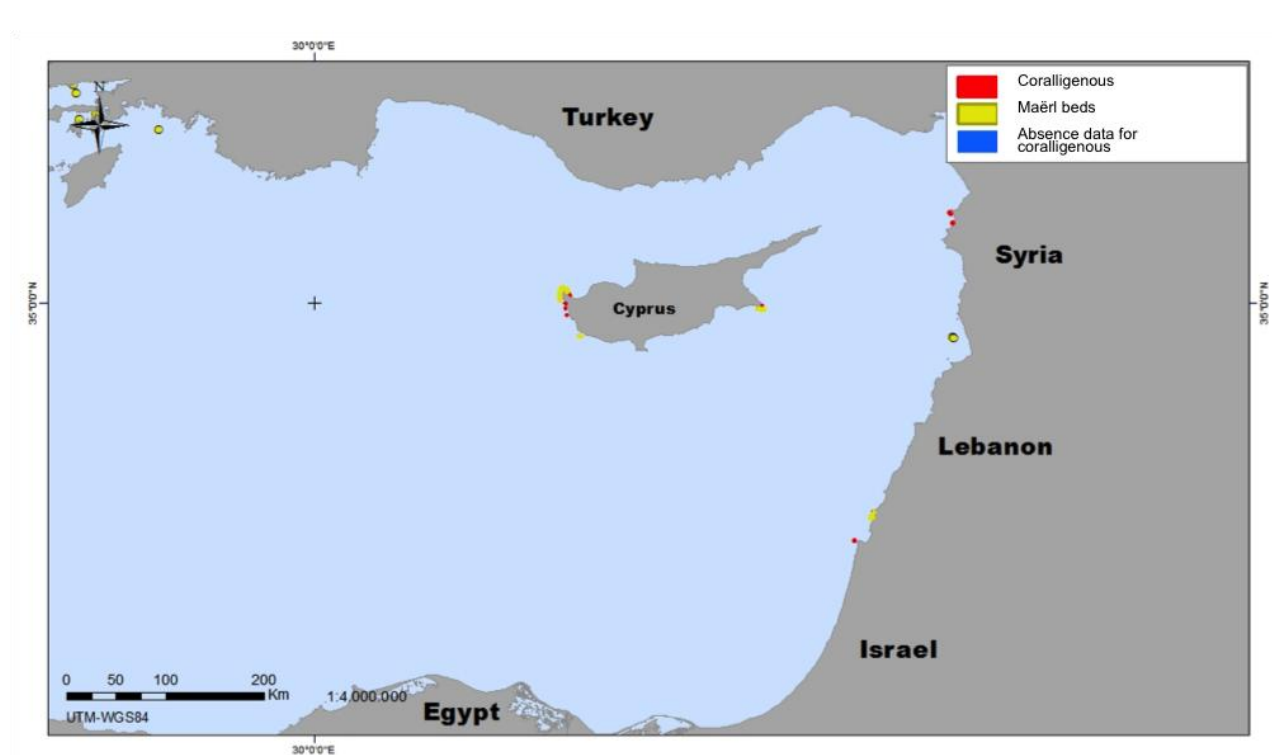 30°0'0"E
N
Coralligenous
Maërl beds
Absence data for
coralligenous
Turkey
Syria
35°0'0"N
35°0'0"N
Cyprus
Lebanon
Israel
0 50 100 200
Km
1:4.000.000
UTM-WGS84
Egypt
30°0'0"E